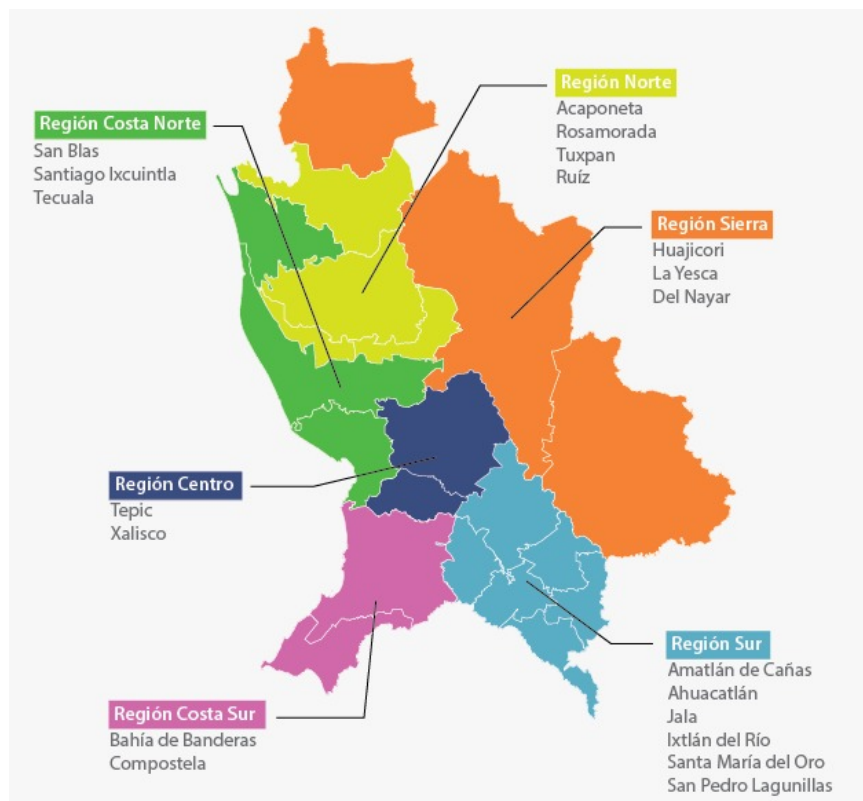 Región Norte
Acaponeta
Rosamorada
Tuxpan
Ruíz
Región Costa Norte
San Blas
Santiago Ixcuintla
Tecuala
Región Sierra
Huajicori
La Yesca
Del Nayar
Región Centro
Tepic
Xalisco
Región Sur
Amatlán de Cañas
Ahuacatlán
Jala
Ixtlán del Río
Santa María del Oro
San Pedro Lagunillas
Región Costa Sur
Bahía de Banderas
Compostela